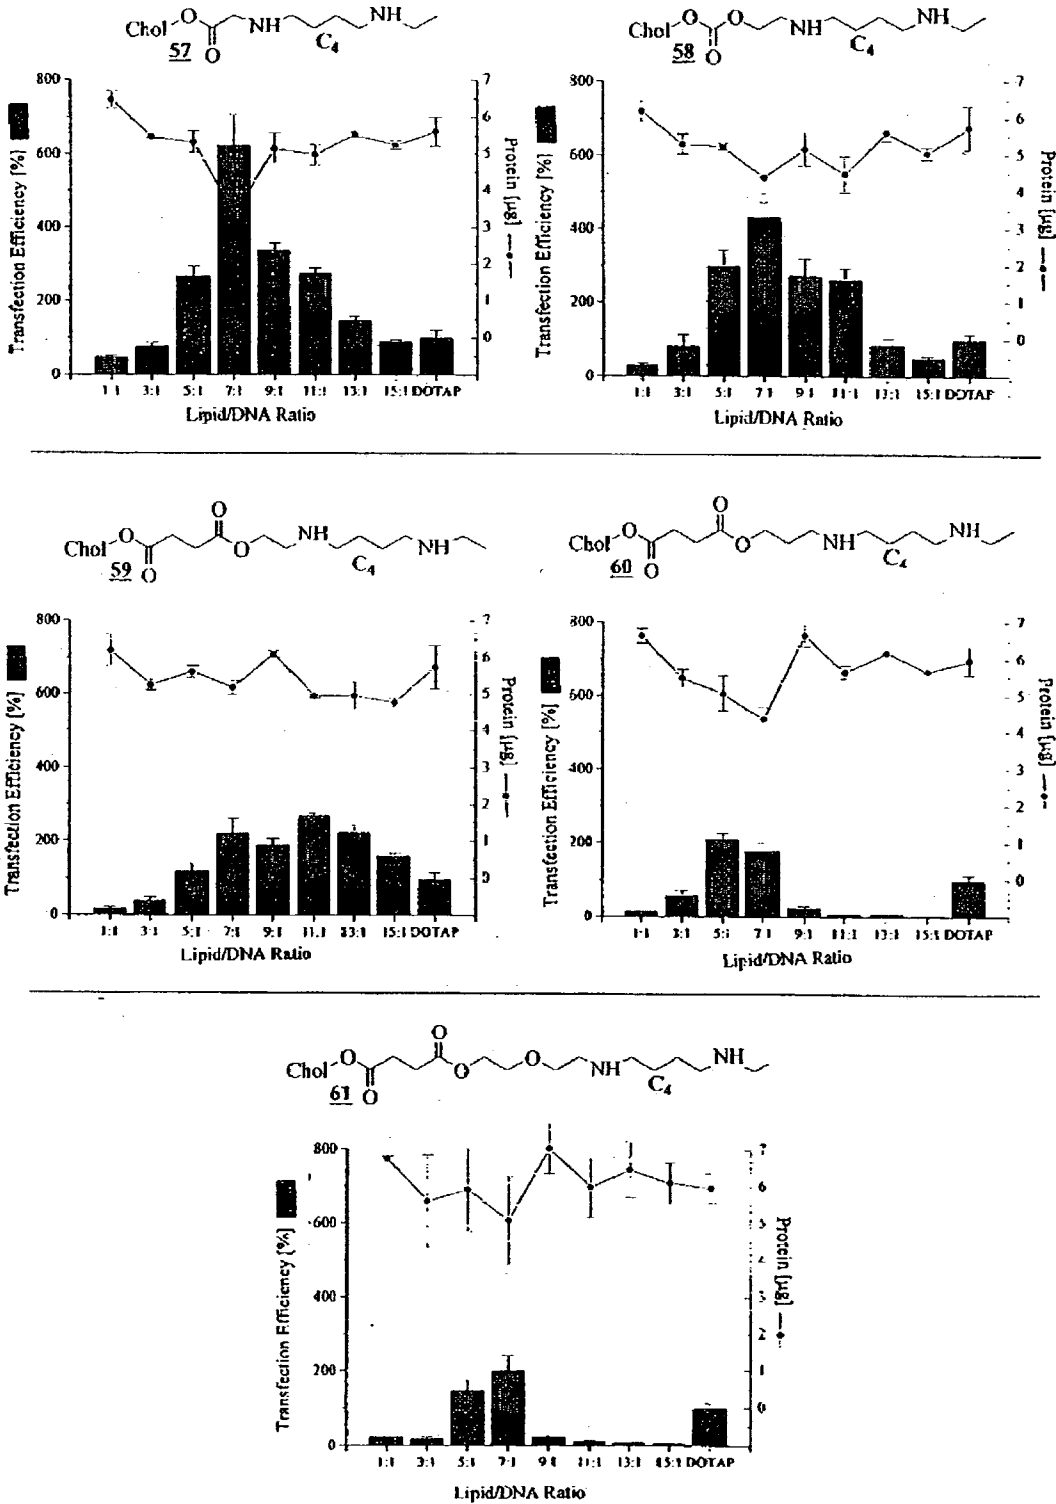 Chol O O NH NH
57 C4
Transfection Efficiency [%]
800
600
400
200
0
7
6
5
4
3
2
1
0
Protein [µg]
1:1 3:1 5:1 7:1 9:1 11:1 13:1 15:1 DOTAP
Lipid/DNA Ratio
Chol O O O NH NH
58 C4
Transfection Efficiency [%]
800
600
400
200
0
7
6
5
4
3
2
1
0
Protein [µg]
1:1 3:1 5:1 7:1 9:1 11:1 13:1 15:1 DOTAP
Lipid/DNA Ratio
O
Chol O O NH NH
59 O C4
Transfection Efficiency [%]
800
600
400
200
0
7
6
5
4
3
2
1
0
Protein [µg]
1:1 3:1 5:1 7:1 9:1 11:1 13:1 15:1 DOTAP
Lipid/DNA Ratio
O
Chol O O NH NH
60 O C4
Transfection Efficiency [%]
800
600
400
200
0
7
6
5
4
3
2
1
0
Protein [µg]
1:1 3:1 5:1 7:1 9:1 11:1 13:1 15:1 DOTAP
Lipid/DNA Ratio
O
Chol O O O NH NH
61 O C4
Transfection Efficiency [%]
800
600
400
200
0
7
6
5
4
3
2
1
0
Protein [µg]
1:1 3:1 5:1 7:1 9:1 11:1 13:1 15:1 DOTAP
Lipid/DNA Ratio